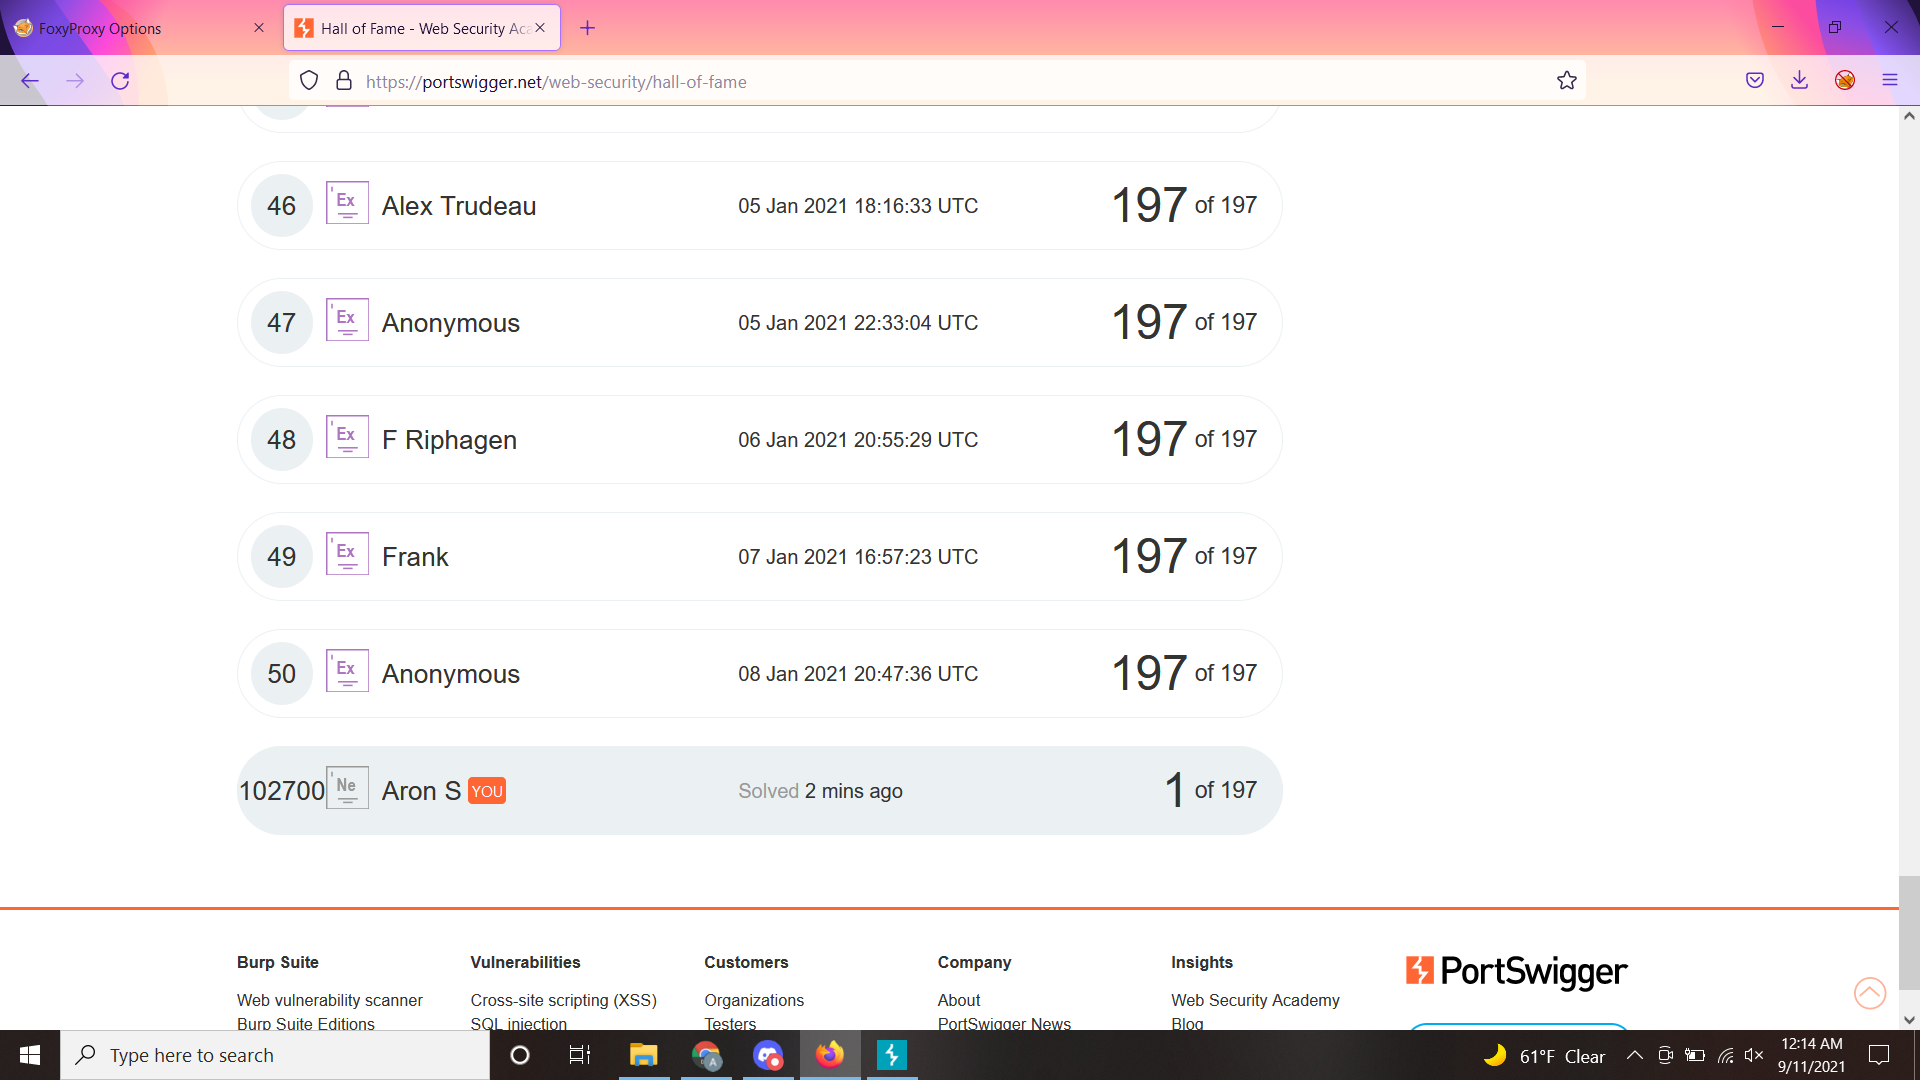 FoxyProxy Options
Hall of Fame - Web Security Aca
https://portswigger.net/web-security/hall-of-fame
46 Ex Alex Trudeau 05 Jan 2021 18:16:33 UTC 197 of 197
47 Ex Anonymous 05 Jan 2021 22:33:04 UTC 197 of 197
48 Ex F Riphagen 06 Jan 2021 20:55:29 UTC 197 of 197
49 Ex Frank 07 Jan 2021 16:57:23 UTC 197 of 197
50 Ex Anonymous 08 Jan 2021 20:47:36 UTC 197 of 197
102700 Ne Aron S YOU Solved 2 mins ago 1 of 197
Burp Suite Vulnerabilities Customers Company Insights PortSwigger
Web vulnerability scanner Cross-site scripting (XSS) Organizations About Web Security Academy
Burp Suite Editions SQL injection Testers PortSwigger News Blog
Type here to search
A
61°F Clear
12:14 AM
9/11/2021